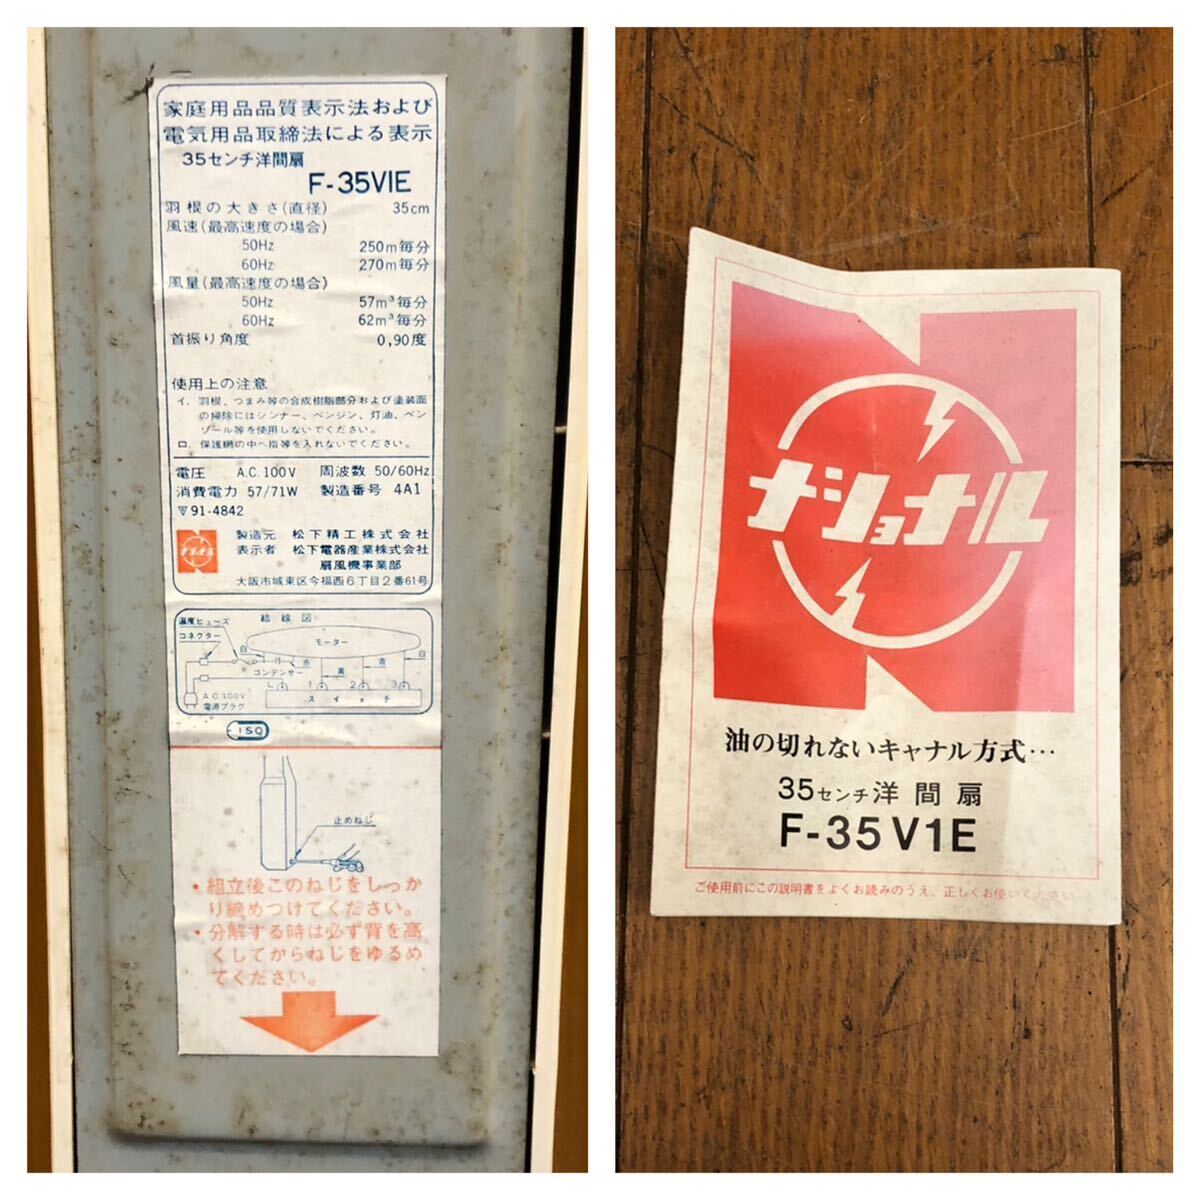 家庭用品品質表示法および
電気用品取締法による表示
35センチ洋間扇
F-35V1E
羽根の大きさ(直径) 35cm
風速(最高速度の場合)
50Hz 250m毎分
60Hz 270m毎分
風量(最高速度の場合)
50Hz 57m³毎分
60Hz 62m³毎分
首振り角度 0,90度
使用上の注意
イ. 羽根、つまみ等の合成樹脂部分および塗装面
の掃除にはシンナー、ベンジン、灯油、ベン
ゾール等を使用しないでください。
ロ. 保護網の中へ指等を入れないでください。
電圧 A.C.100V 周波数 50/60Hz
消費電力 57/71W 製造番号 4A1
〒91-4842
ナショナル
製造元 松下精工株式会社
表示者 松下電器産業株式会社
扇風機事業部
大阪市城東区今福西6丁目2番61号
結線図
温度ヒューズ
コネクター
モーター
白 赤 黄 青 白
コンデンサー
L 1 2 3
A.C.100V
電源プラグ
スイッチ
ISO
止めねじ
・組立後このねじをしっか
り締めつけてください。
・分解する時は必ず背を高
くしてからねじをゆるめ
てください。
ナショナル
油の切れないキャナル方式…
35センチ洋間扇
F-35V1E
ご使用前にこの説明書をよくお読みのうえ、正しくお使いください